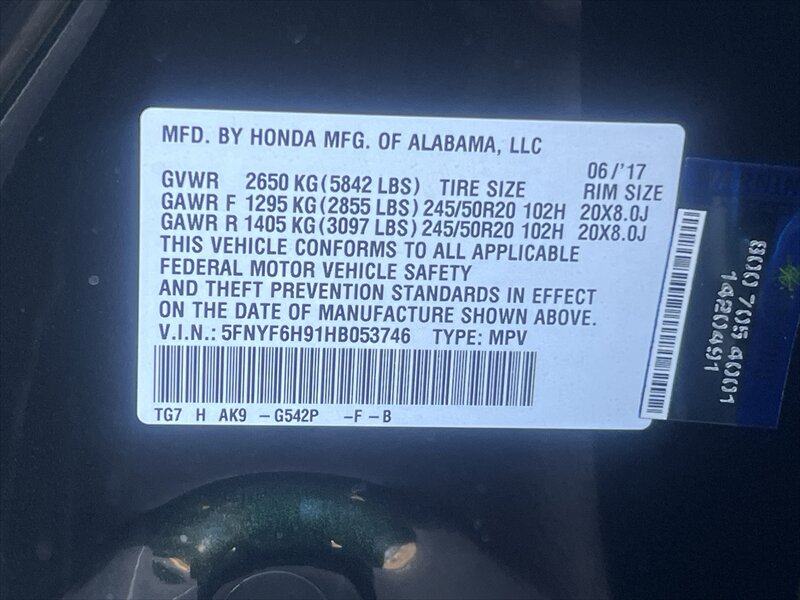 MFD. BY HONDA MFG. OF ALABAMA, LLC
06/'17
GVWR 2650 KG (5842 LBS) TIRE SIZE RIM SIZE
GAWR F 1295 KG (2855 LBS) 245/50R20 102H 20X8.0J
GAWR R 1405 KG (3097 LBS) 245/50R20 102H 20X8.0J
THIS VEHICLE CONFORMS TO ALL APPLICABLE
FEDERAL MOTOR VEHICLE SAFETY
AND THEFT PREVENTION STANDARDS IN EFFECT
ON THE DATE OF MANUFACTURE SHOWN ABOVE.
V.I.N.: 5FNYF6H91HB053746 TYPE: MPV
TG7 H AK9 – G542P – F – B
800 705 4001
1420491